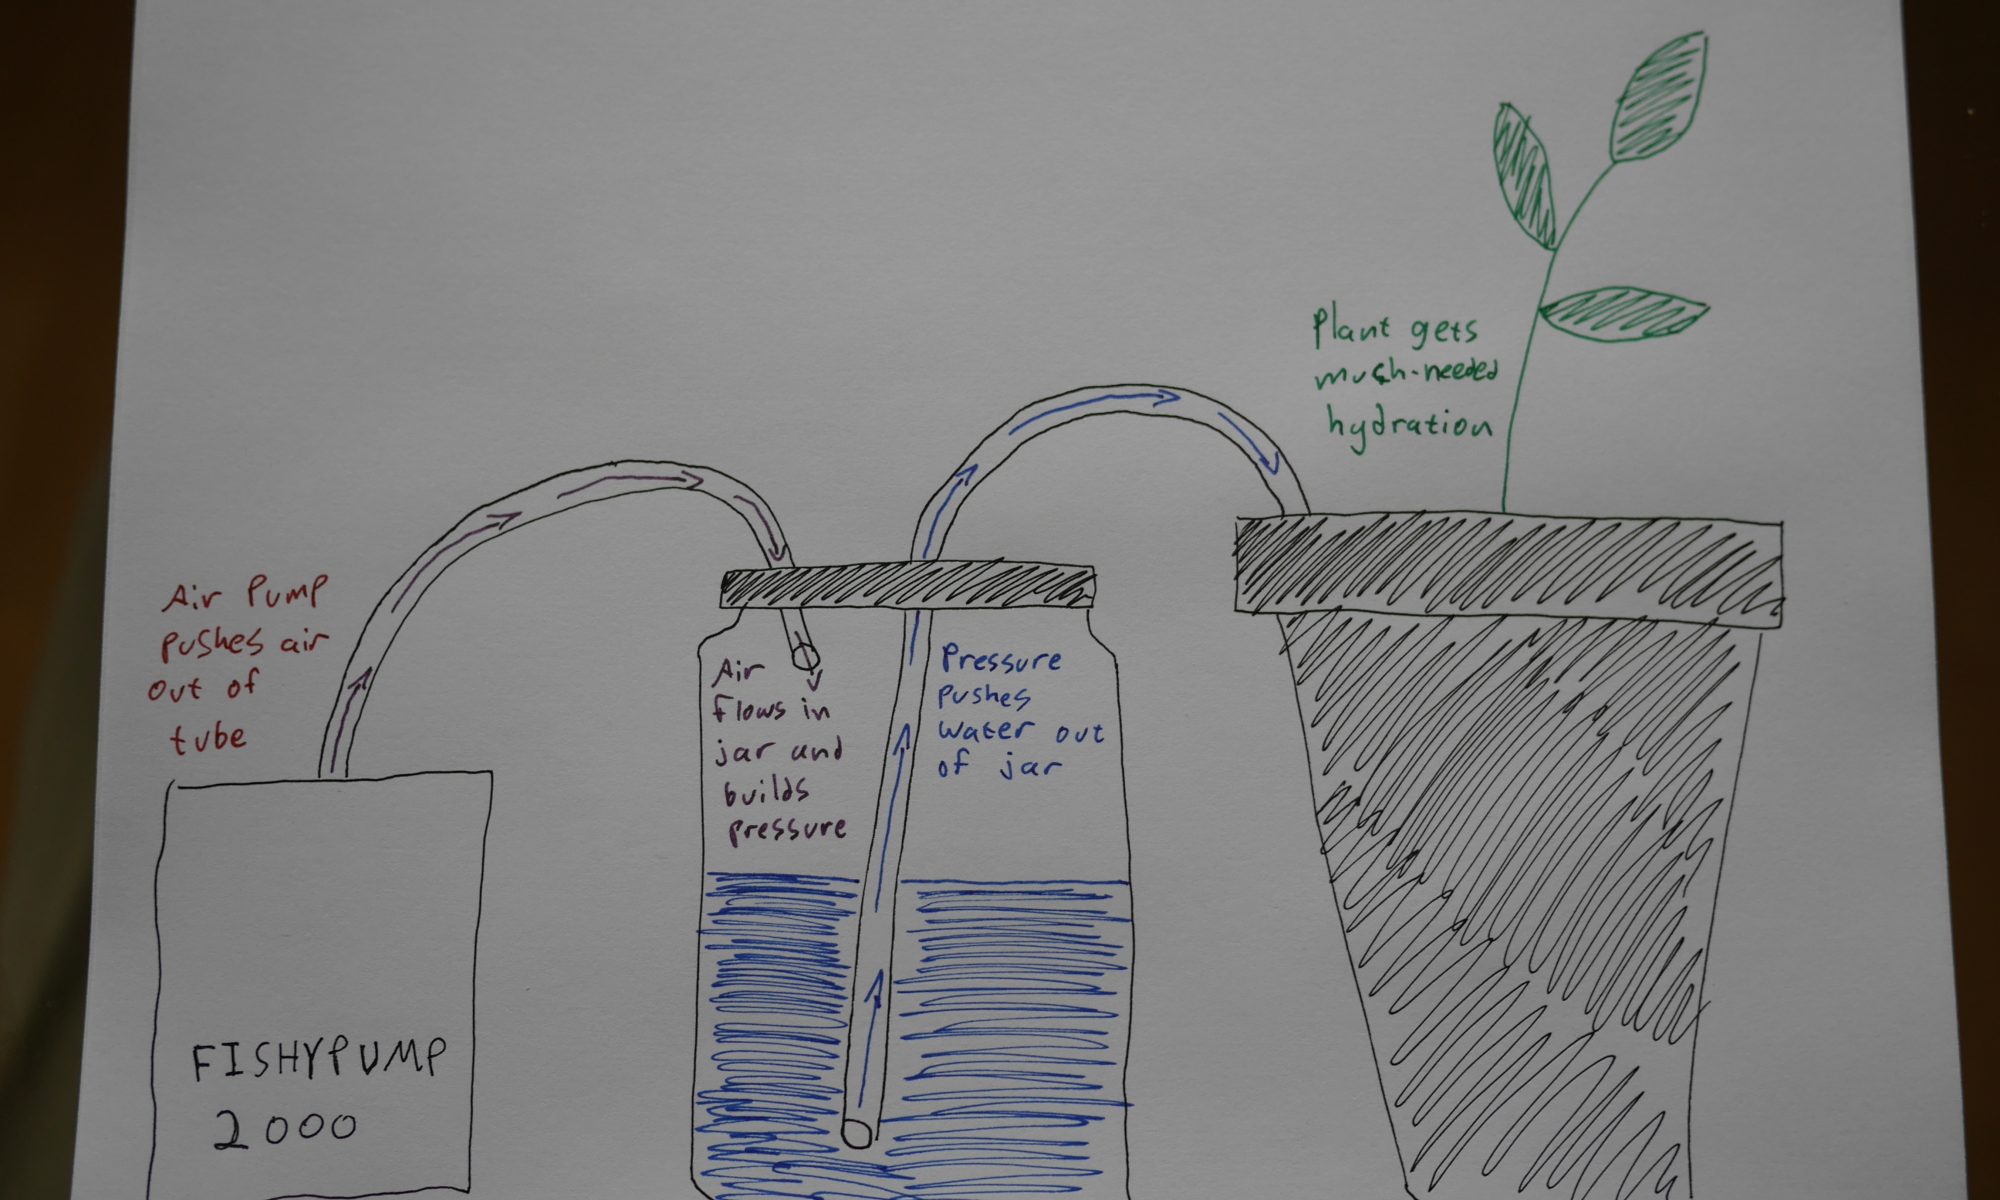 Plant gets
much-needed
hydration
Air Pump
pushes air
out of
tube
Air
flows in
jar and
builds
pressure
Pressure
pushes
water out
of jar
FISHYPUMP
2000